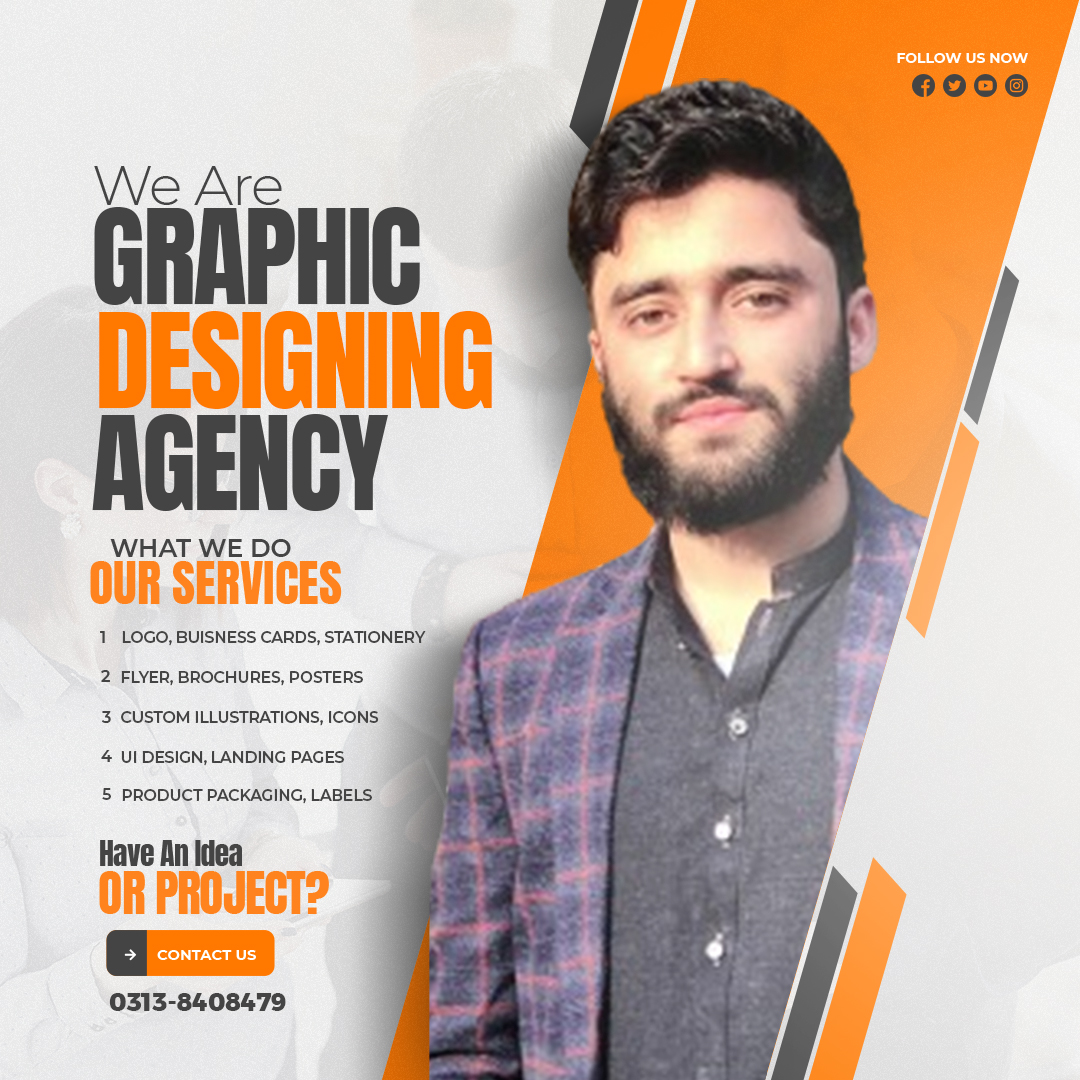 FOLLOW US NOW
We Are
GRAPHIC
DESIGNING
AGENCY
WHAT WE DO
OUR SERVICES
1 LOGO, BUISNESS CARDS, STATIONERY
2 FLYER, BROCHURES, POSTERS
3 CUSTOM ILLUSTRATIONS, ICONS
4 UI DESIGN, LANDING PAGES
5 PRODUCT PACKAGING, LABELS
Have An Idea
OR PROJECT?
CONTACT US
0313-8408479